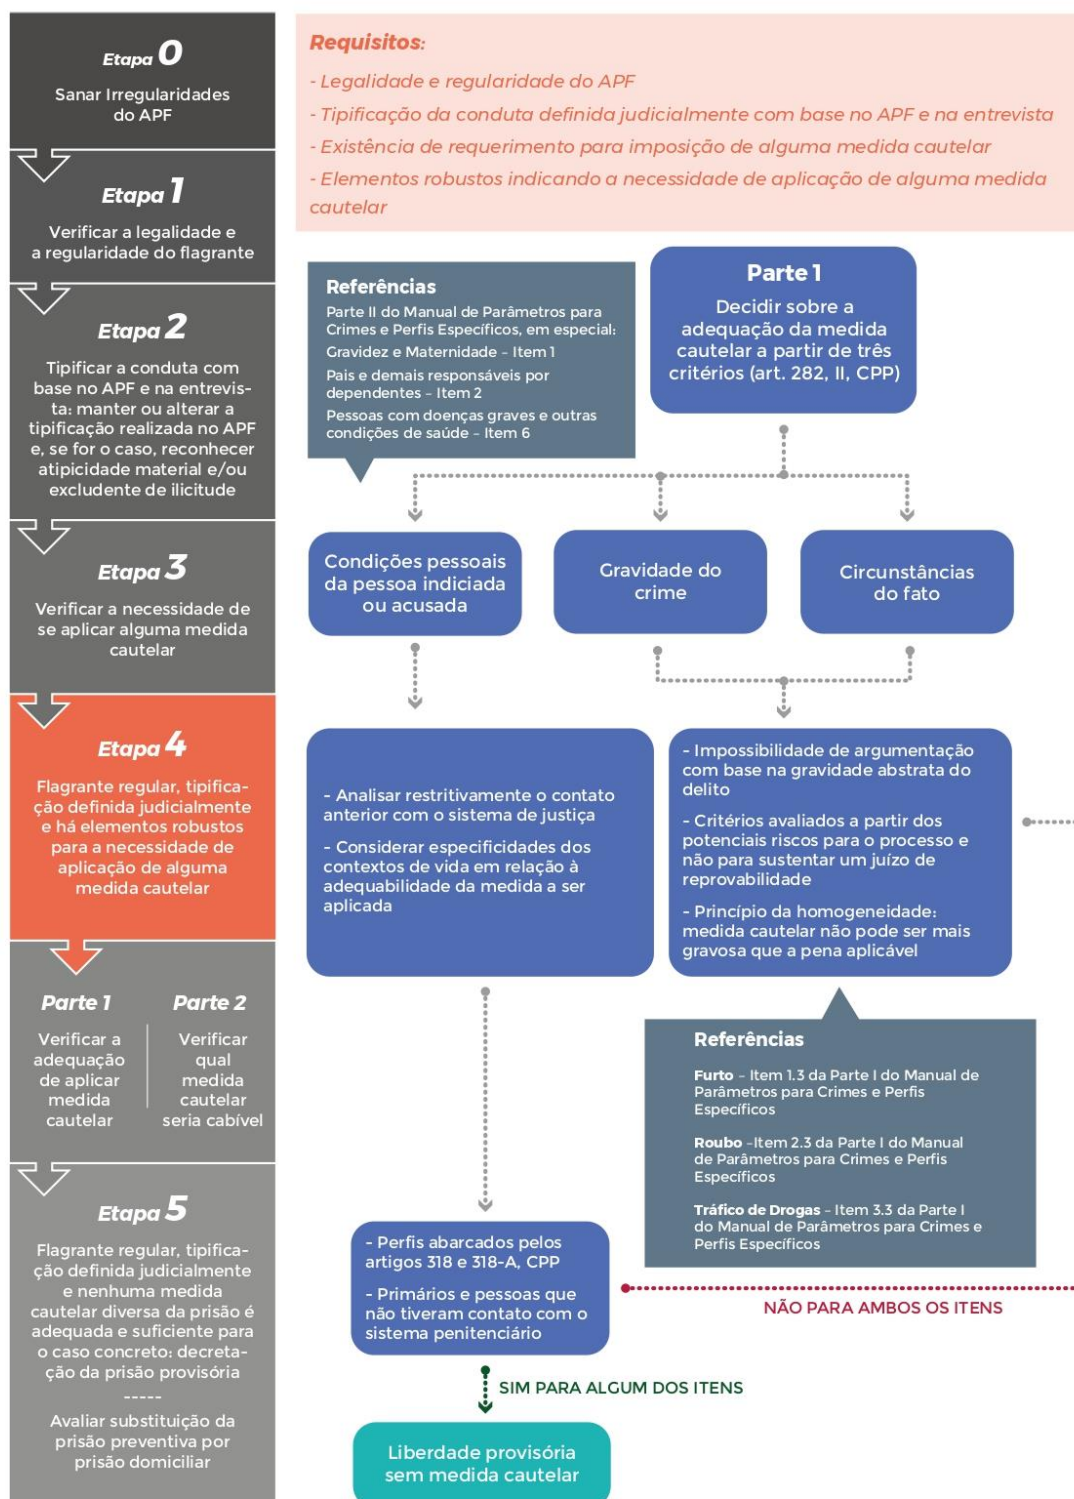 Etapa 0
Sanar Irregularidades
do APF
Etapa 1
Verificar a legalidade e
a regularidade do flagrante
Etapa 2
Tipificar a conduta com
base no APF e na entrevis-
ta: manter ou alterar a
tipificação realizada no APF
e, se for o caso, reconhecer
atipicidade material e/ou
excludente de ilicitude
Etapa 3
Verificar a necessidade de
se aplicar alguma medida
cautelar
Etapa 4
Flagrante regular, tipifica-
ção definida judicialmente
e há elementos robustos
para a necessidade de
aplicação de alguma
medida cautelar
Parte 1
Verificar a
adequação
de aplicar
medida
cautelar
Parte 2
Verificar
qual
medida
cautelar
seria cabível
Etapa 5
Flagrante regular, tipifica-
ção definida judicialmente
e nenhuma medida
cautelar diversa da prisão é
adequada e suficiente para
o caso concreto: decreta-
ção da prisão provisória
-----
Avaliar substituição da
prisão preventiva por
prisão domiciliar
Requisitos:
- Legalidade e regularidade do APF
- Tipificação da conduta definida judicialmente com base no APF e na entrevista
- Existência de requerimento para imposição de alguma medida cautelar
- Elementos robustos indicando a necessidade de aplicação de alguma medida
cautelar
Referências
Parte II do Manual de Parâmetros para
Crimes e Perfis Específicos, em especial:
Gravidez e Maternidade – Item 1
Pais e demais responsáveis por
dependentes – Item 2
Pessoas com doenças graves e outras
condições de saúde – Item 6
Parte 1
Decidir sobre a
adequação da medida
cautelar a partir de três
critérios (art. 282, II, CPP)
Condições pessoais
da pessoa indiciada
ou acusada
Gravidade do
crime
Circunstâncias
do fato
- Analisar restritivamente o contato
anterior com o sistema de justiça
- Considerar especificidades dos
contextos de vida em relação à
adequabilidade da medida a ser
aplicada
- Impossibilidade de argumentação
com base na gravidade abstrata do
delito
- Critérios avaliados a partir dos
potenciais riscos para o processo e
não para sustentar um juízo de
reprovabilidade
- Princípio da homogeneidade:
medida cautelar não pode ser mais
gravosa que a pena aplicável
Referências
Furto – Item 1.3 da Parte I do Manual de
Parâmetros para Crimes e Perfis
Específicos
Roubo –Item 2.3 da Parte I do Manual
de Parâmetros para Crimes e Perfis
Específicos
Tráfico de Drogas – Item 3.3 da Parte I
do Manual de Parâmetros para Crimes e
Perfis Específicos
- Perfis abarcados pelos
artigos 318 e 318-A, CPP
- Primários e pessoas que
não tiveram contato com o
sistema penitenciário
NÃO PARA AMBOS OS ITENS
SIM PARA ALGUM DOS ITENS
Liberdade provisória
sem medida cautelar